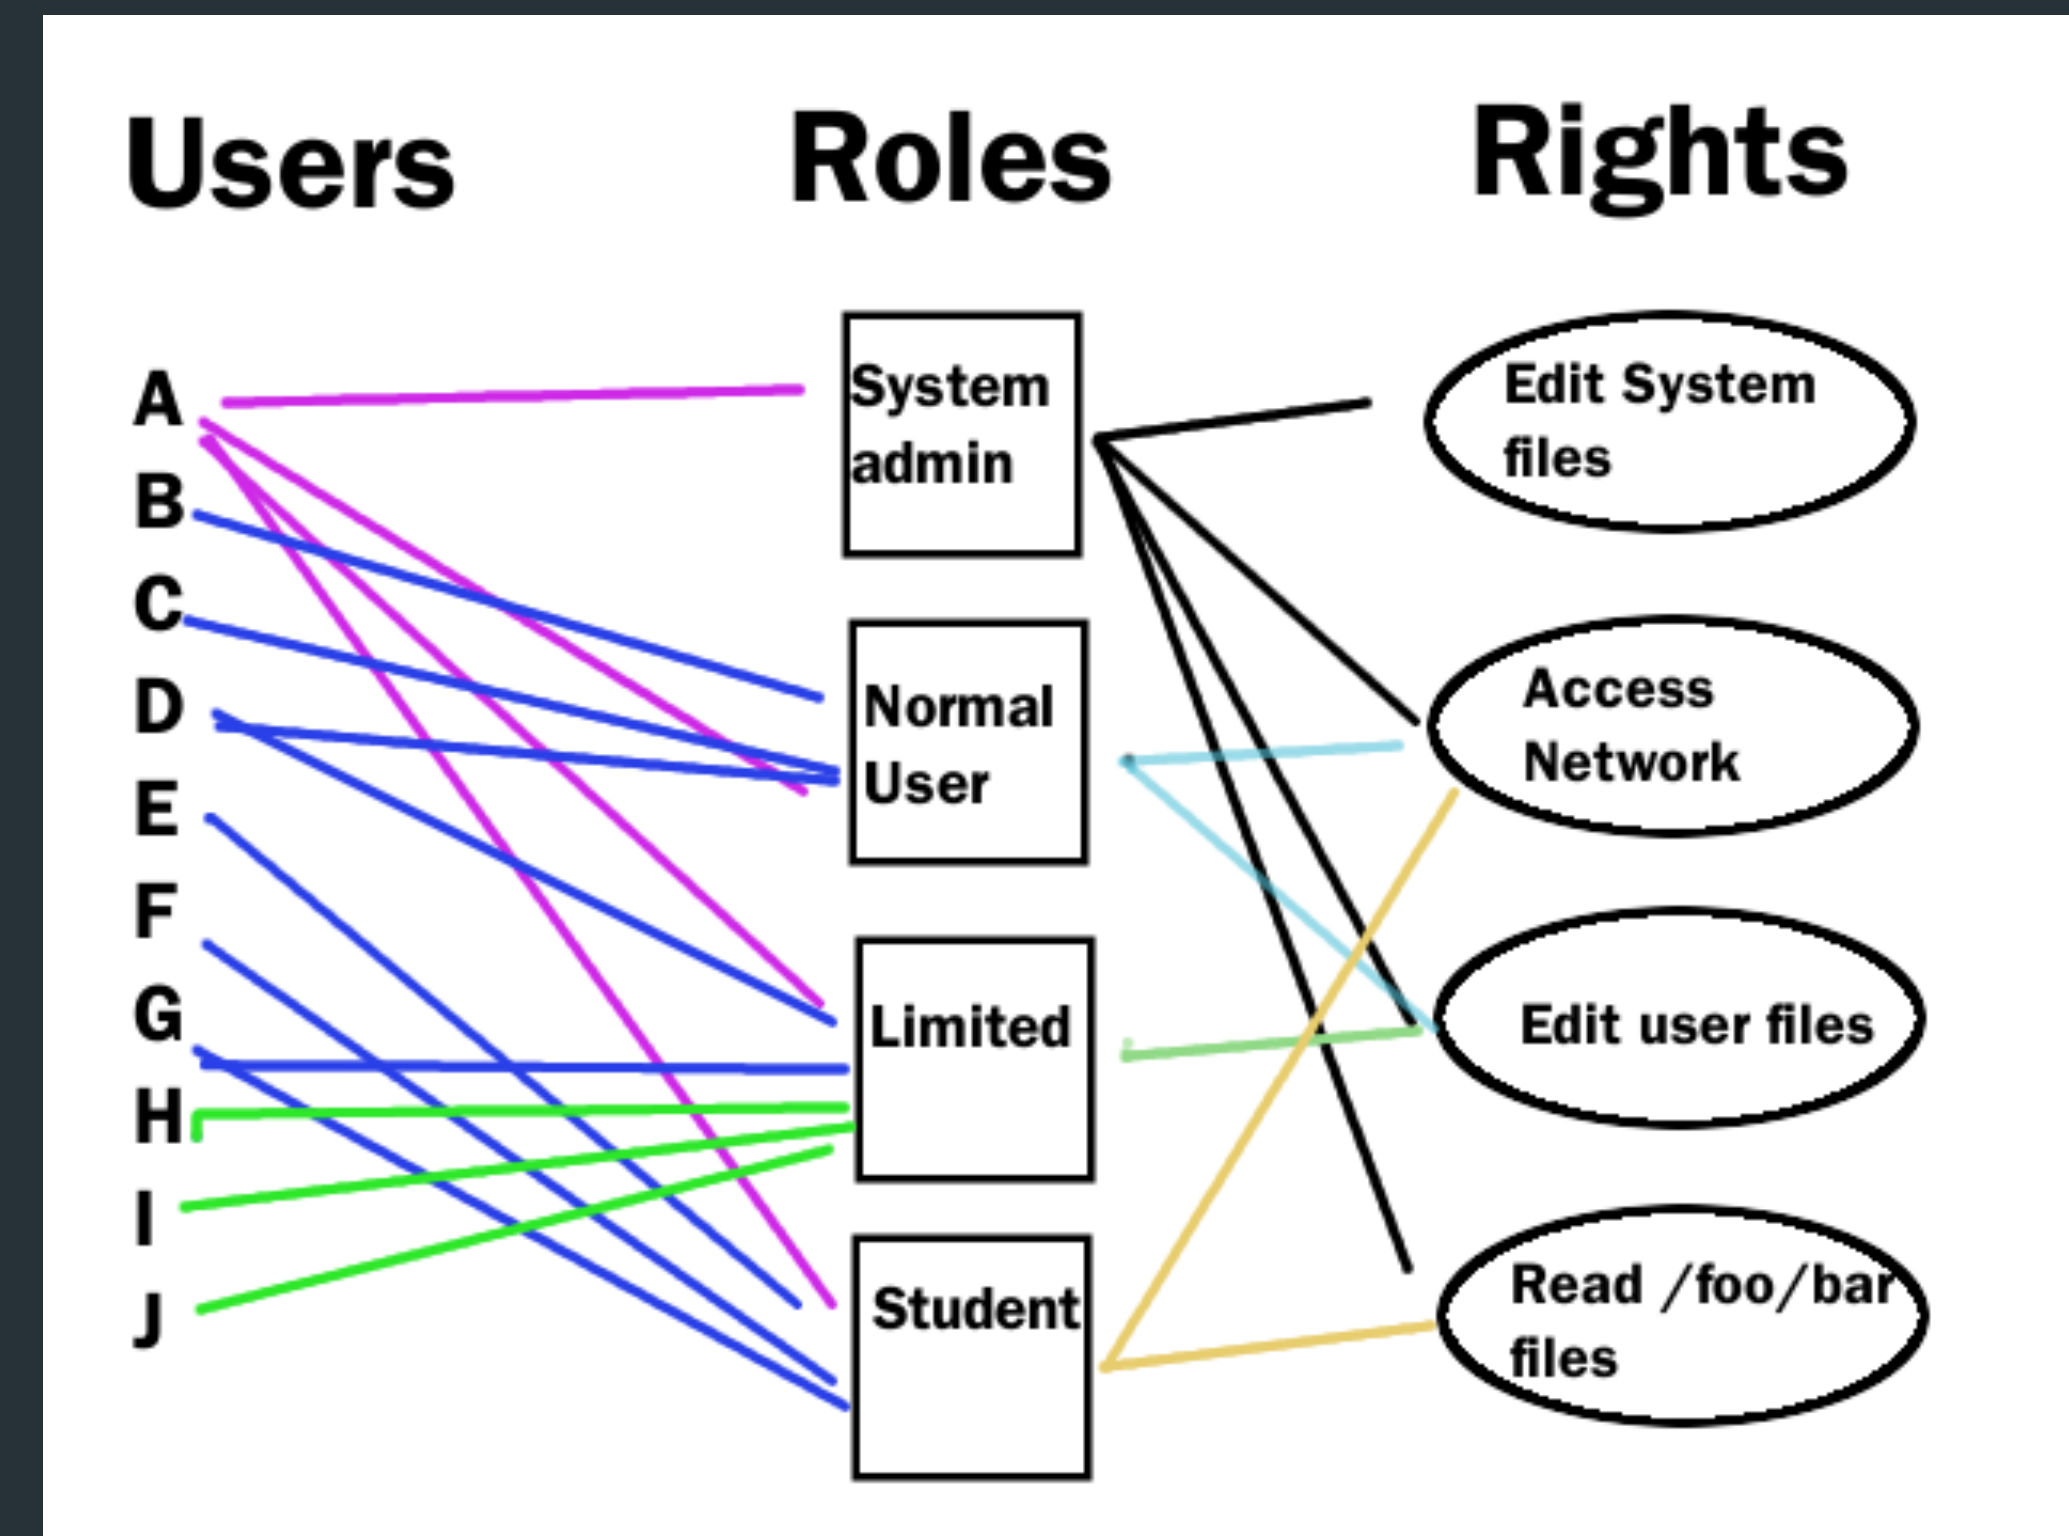 Users
Roles
Rights
A
B
C
D
E
F
G
H
I
J
System
admin
Normal
User
Limited
Student
Edit System
files
Access
Network
Edit user files
Read /foo/bar
files